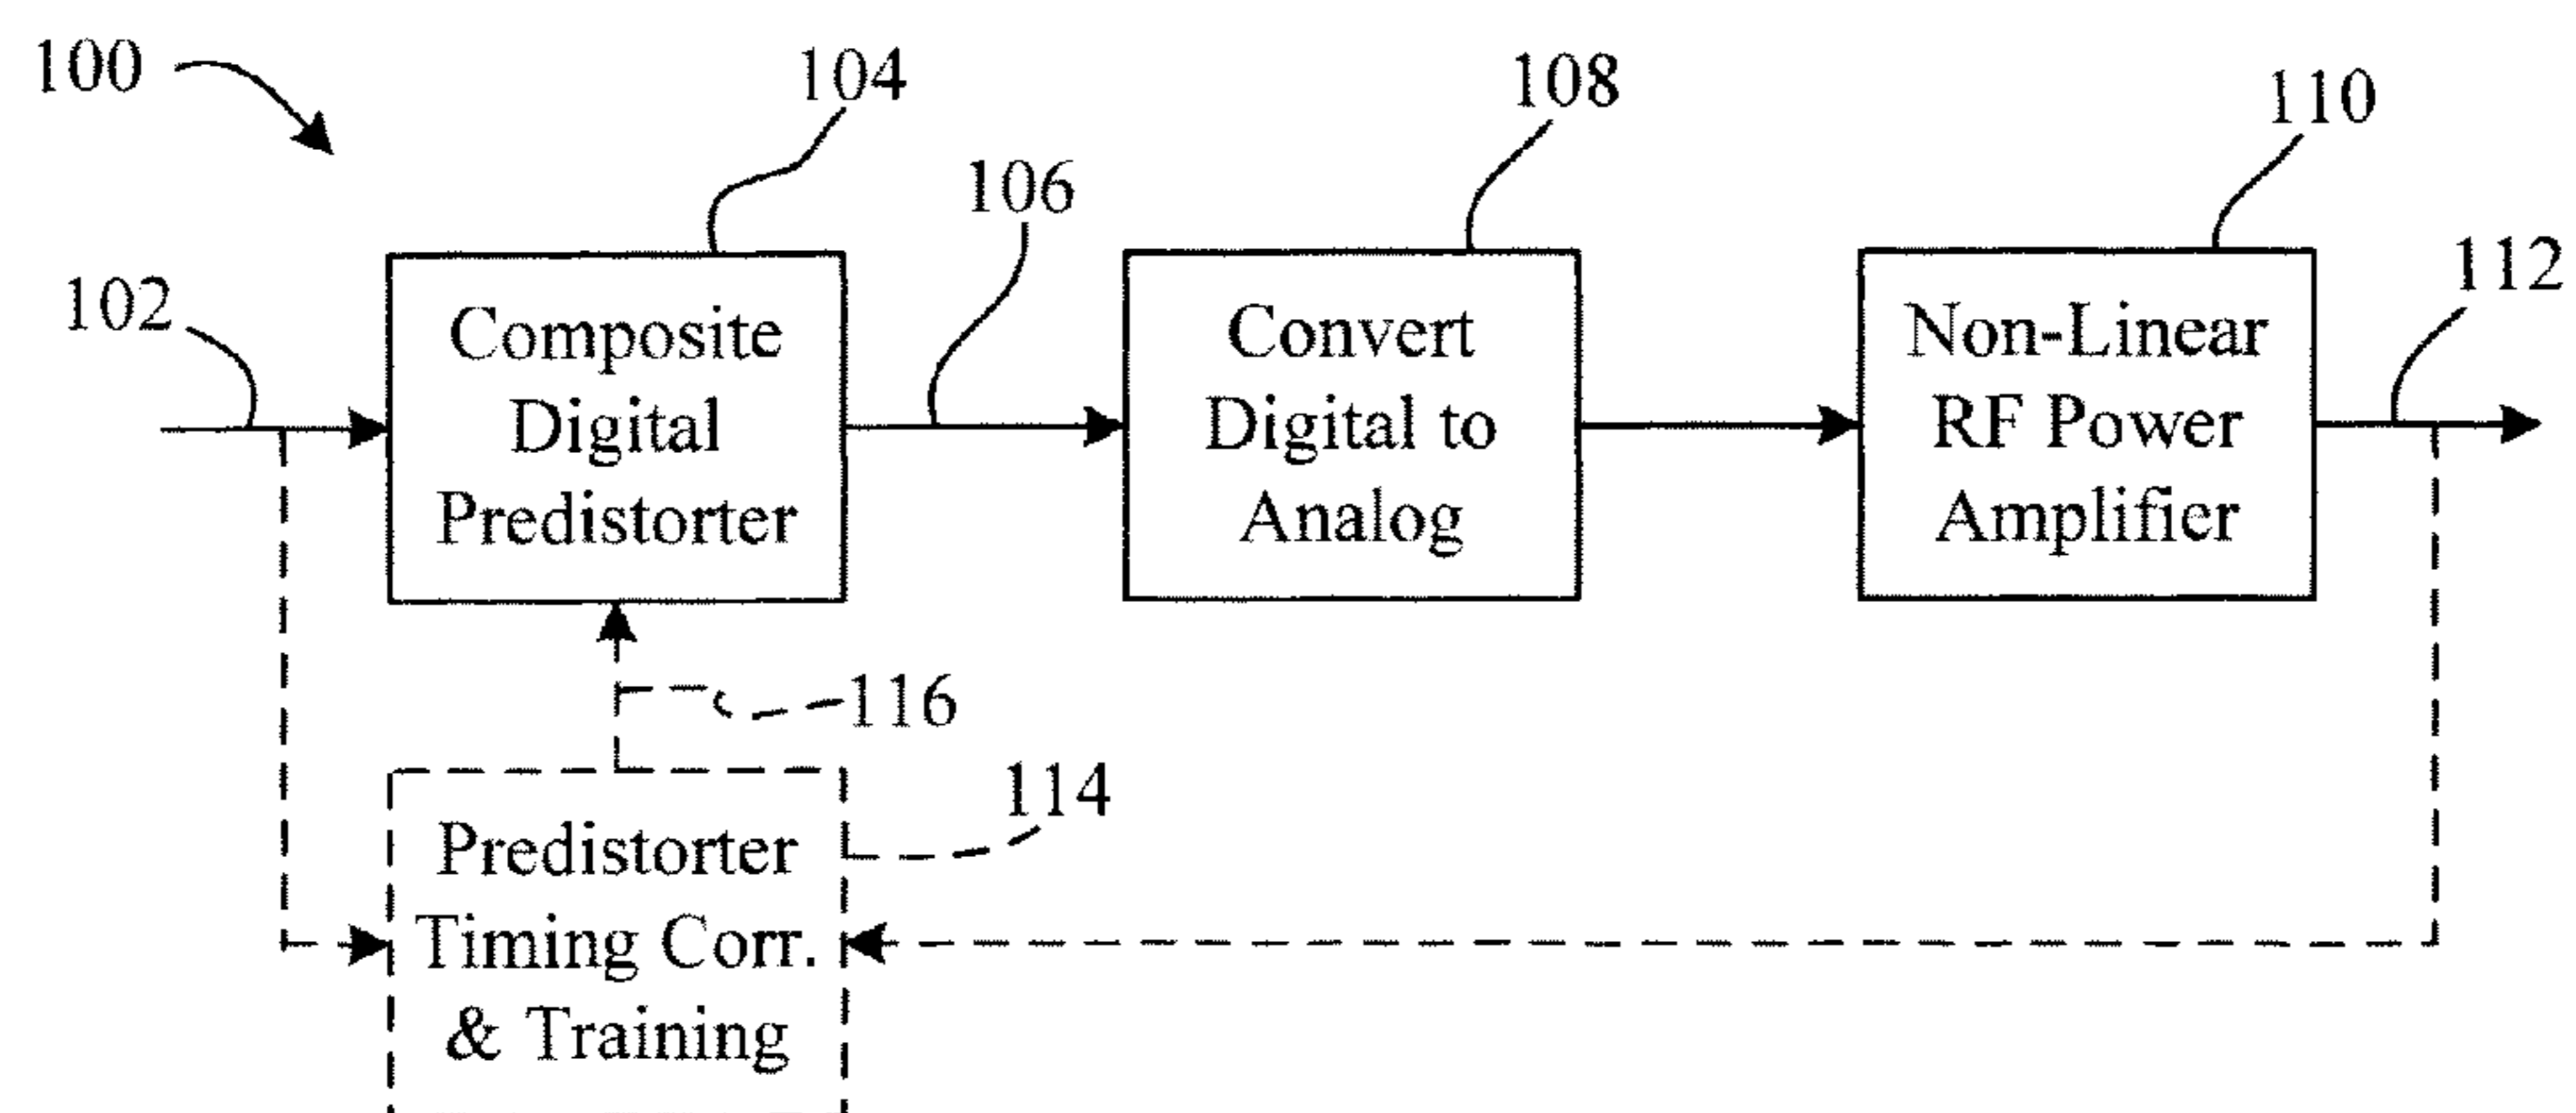 100
104
108
110
106
112
102
Composite
Digital
Predistorter
Convert
Digital to
Analog
Non-Linear
RF Power
Amplifier
116
114
Predistorter
Timing Corr.
& Training